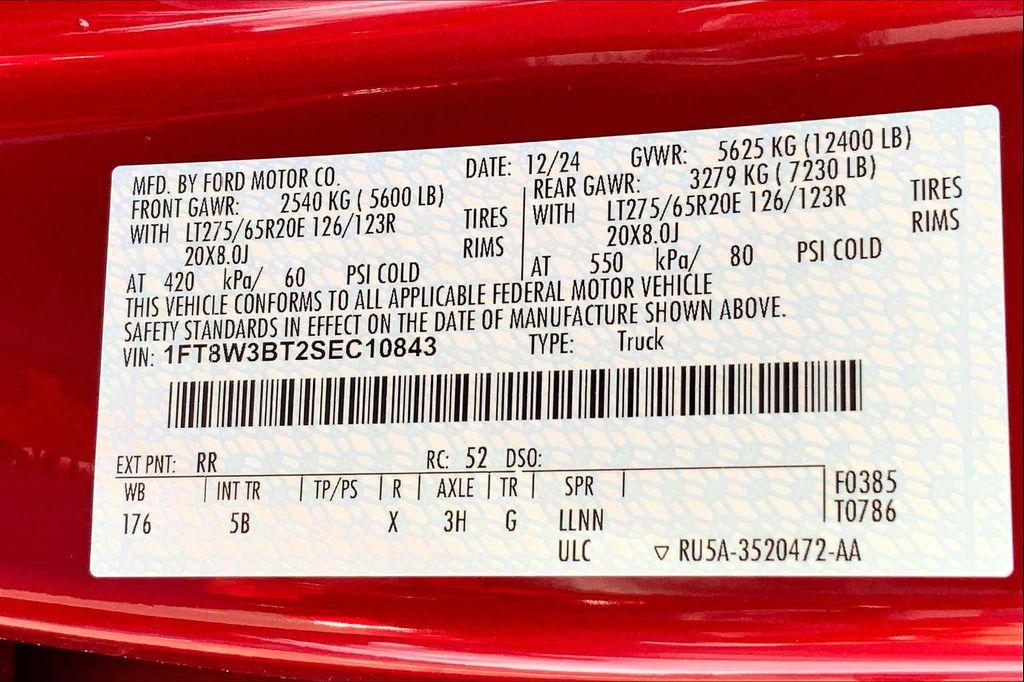 MFD. BY FORD MOTOR CO. DATE: 12/24 GVWR: 5625 KG (12400 LB)
FRONT GAWR: 2540 KG ( 5600 LB) REAR GAWR: 3279 KG ( 7230 LB)
WITH LT275/65R20E 126/123R TIRES WITH LT275/65R20E 126/123R TIRES
20X8.0J RIMS 20X8.0J RIMS
AT 420 kPa/ 60 PSI COLD AT 550 kPa/ 80 PSI COLD
THIS VEHICLE CONFORMS TO ALL APPLICABLE FEDERAL MOTOR VEHICLE
SAFETY STANDARDS IN EFFECT ON THE DATE OF MANUFACTURE SHOWN ABOVE.
VIN: 1FT8W3BT2SEC10843 TYPE: Truck
EXT PNT: RR RC: 52 DSO:
WB INT TR TP/PS R AXLE TR SPR F0385
176 5B X 3H G LLNN T0786
ULC ▽ RU5A-3520472-AA